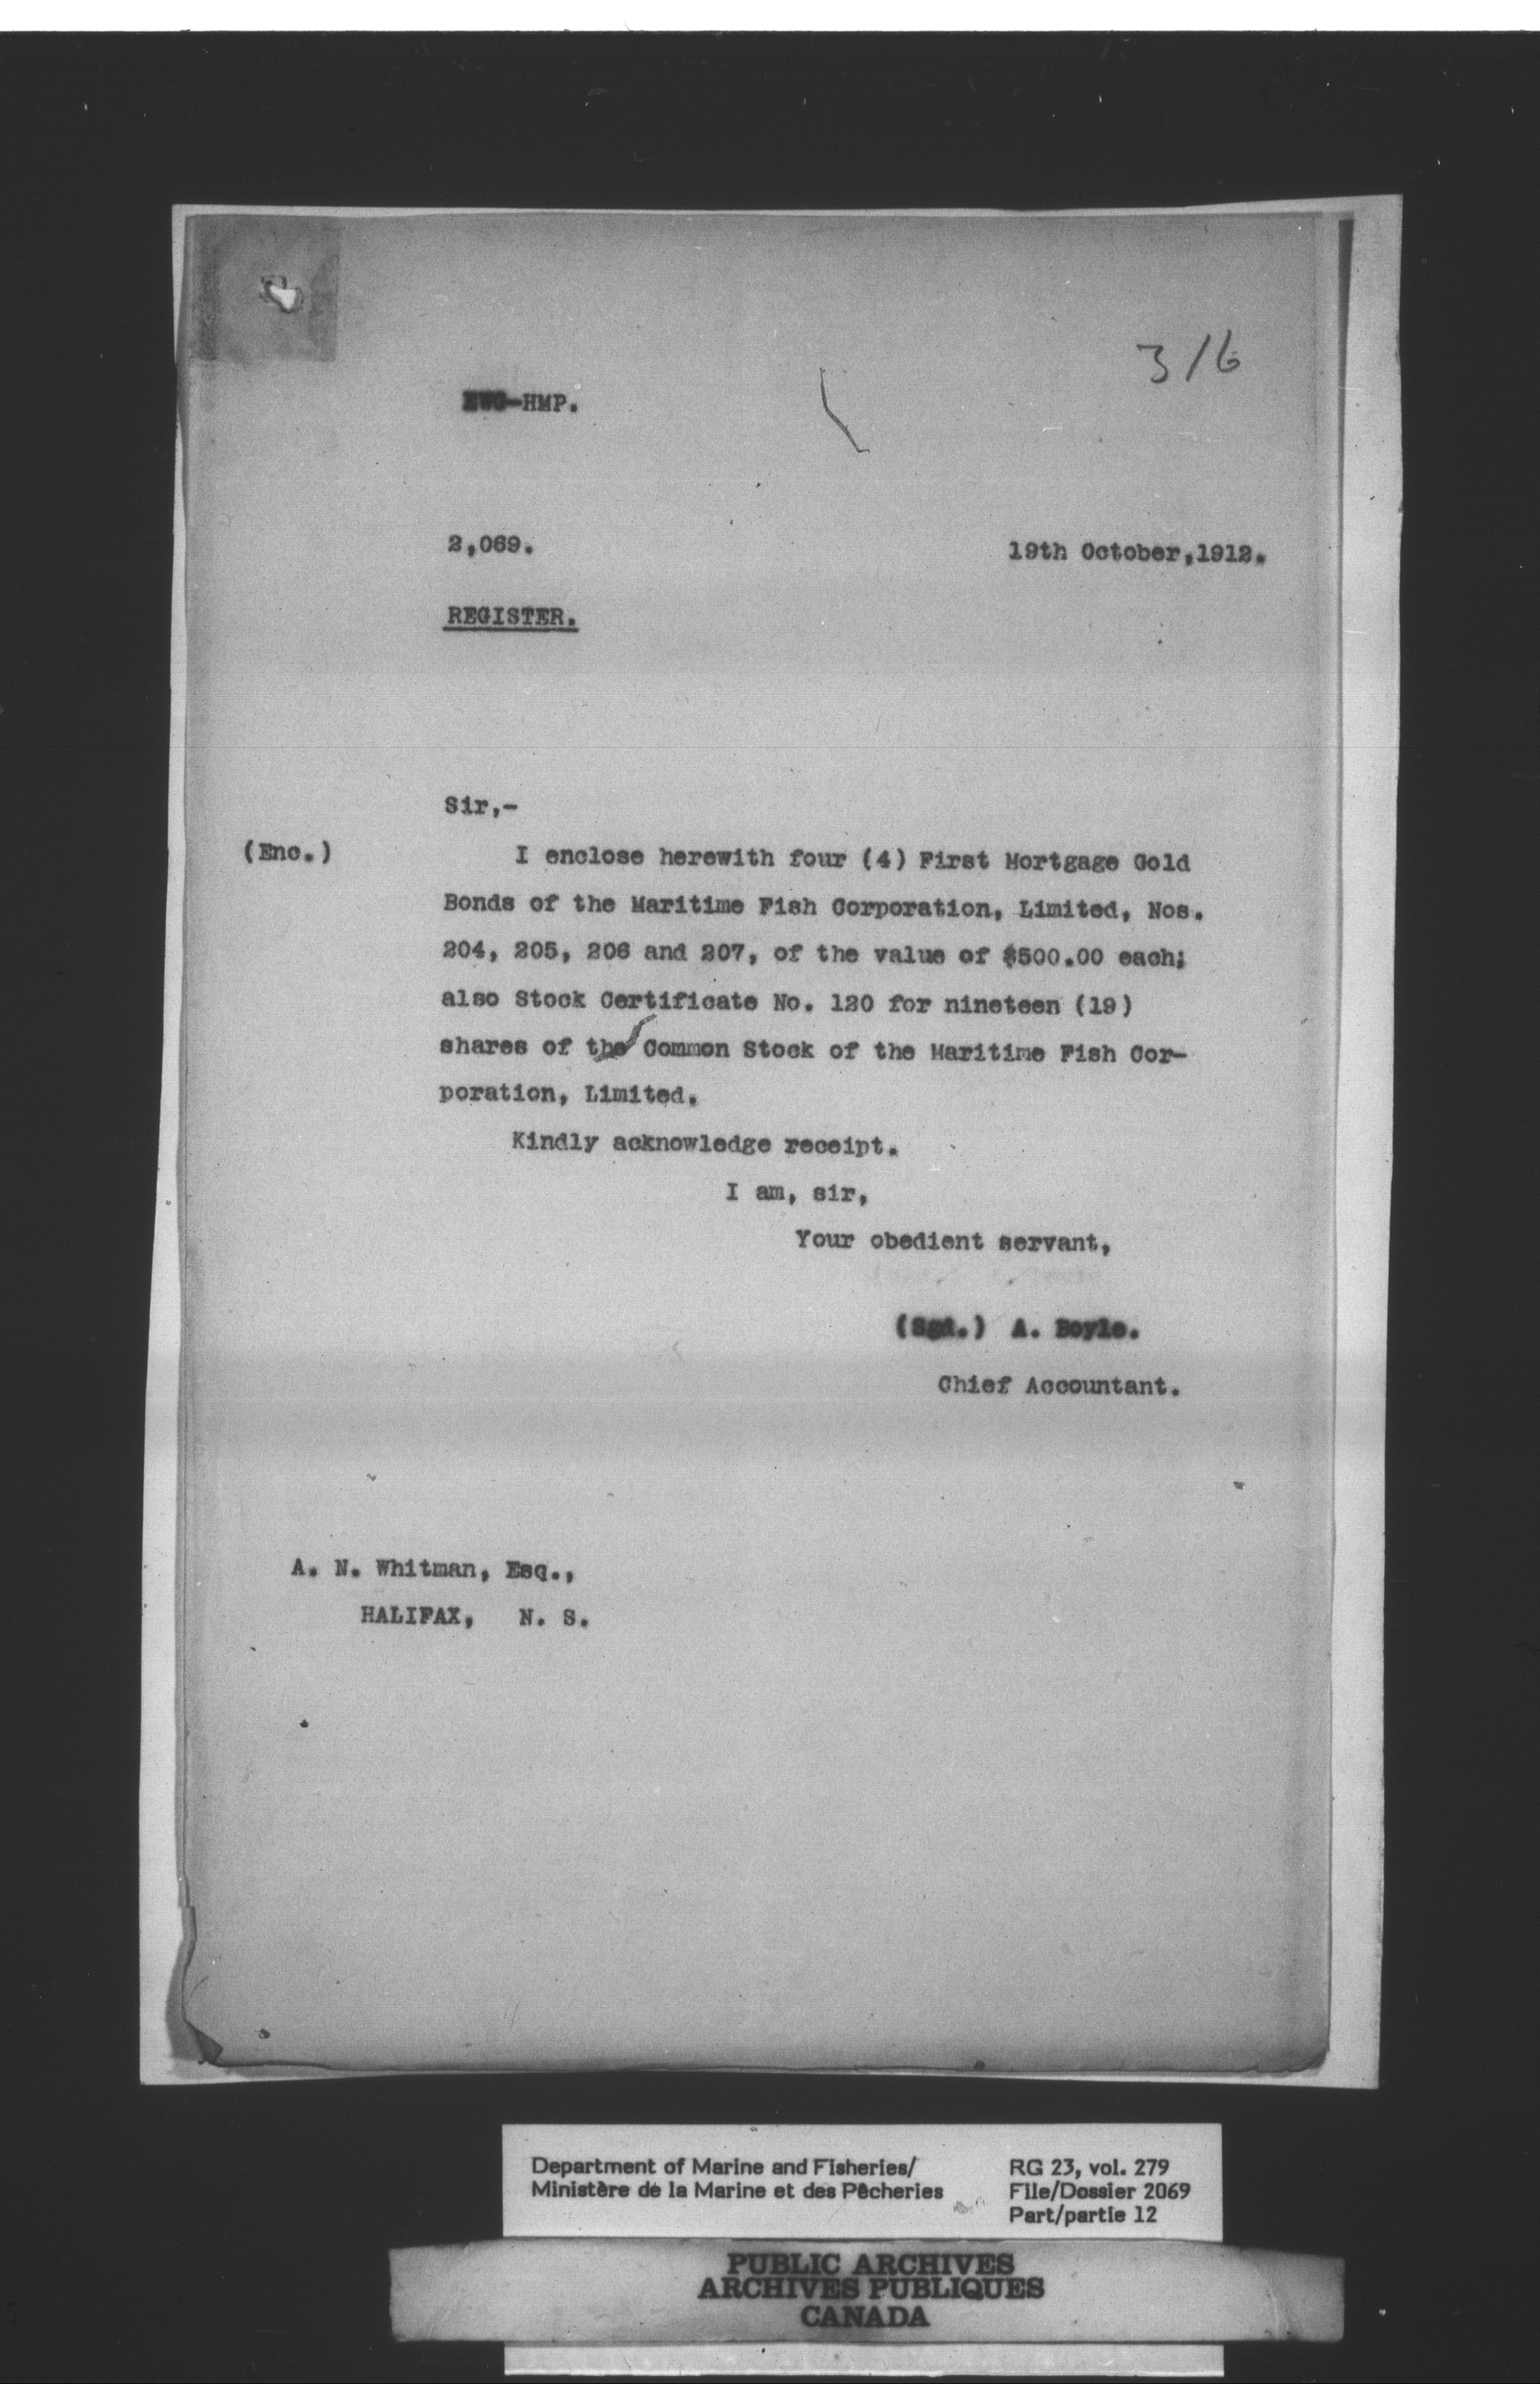 316
EWG-HMP.
2,069.
19th October,1912.
REGISTER.
Sir,-
(Enc.)
I enclose herewith four (4) First Mortgage Gold
Bonds of the Maritime Fish Corporation, Limited, Nos.
204, 205, 206 and 207, of the value of $500.00 each;
also Stock Certificate No. 120 for nineteen (19)
shares of the Common Stock of the Maritime Fish Cor-
poration, Limited.
Kindly acknowledge receipt.
I am, sir,
Your obedient servant,
(Sgd.) A. Boyle.
Chief Accountant.
A. N. Whitman, Esq.,
HALIFAX, N. S.
Department of Marine and Fisheries/
Ministère de la Marine et des Pêcheries
RG 23, vol. 279
File/Dossier 2069
Part/partie 12
PUBLIC ARCHIVES
ARCHIVES PUBLIQUES
CANADA